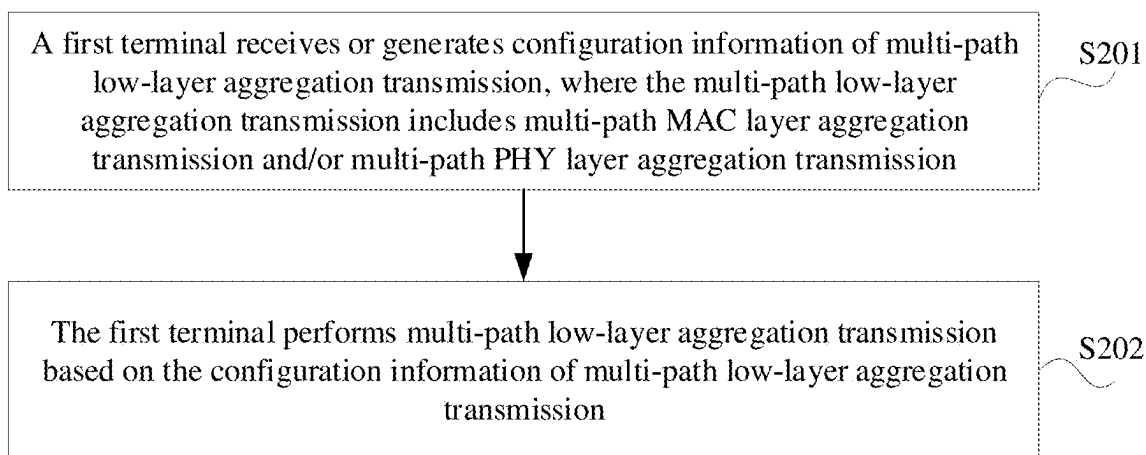 A first terminal receives or generates configuration information of multi-path
low-layer aggregation transmission, where the multi-path low-layer
aggregation transmission includes multi-path MAC layer aggregation
transmission and/or multi-path PHY layer aggregation transmission
S201
The first terminal performs multi-path low-layer aggregation transmission
based on the configuration information of multi-path low-layer aggregation
transmission
S202